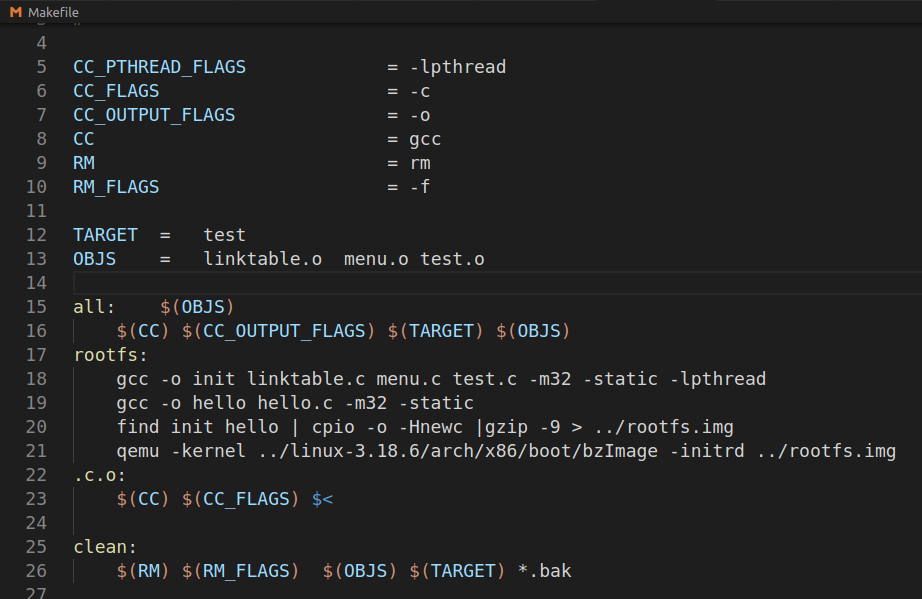 M Makefile
4
5 CC_PTHREAD_FLAGS = -lpthread
6 CC_FLAGS = -c
7 CC_OUTPUT_FLAGS = -o
8 CC = gcc
9 RM = rm
10 RM_FLAGS = -f
11
12 TARGET = test
13 OBJS = linktable.o menu.o test.o
14
15 all: $(OBJS)
16 $(CC) $(CC_OUTPUT_FLAGS) $(TARGET) $(OBJS)
17 rootfs:
18 gcc -o init linktable.c menu.c test.c -m32 -static -lpthread
19 gcc -o hello hello.c -m32 -static
20 find init hello | cpio -o -Hnewc |gzip -9 > ../rootfs.img
21 qemu -kernel ../linux-3.18.6/arch/x86/boot/bzImage -initrd ../rootfs.img
22 .c.o:
23 $(CC) $(CC_FLAGS) $<
24
25 clean:
26 $(RM) $(RM_FLAGS) $(OBJS) $(TARGET) *.bak
27